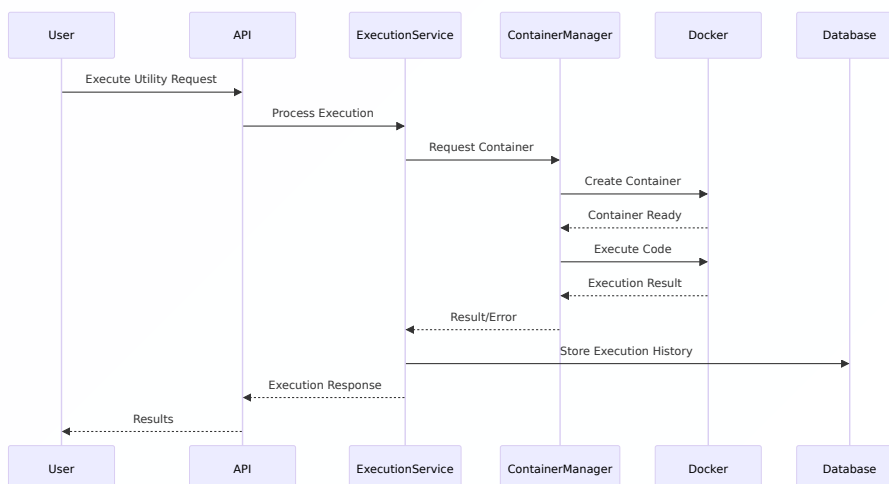 User API ExecutionService ContainerManager Docker Database
Execute Utility Request
Process Execution
Request Container
Create Container
Container Ready
Execute Code
Execution Result
Result/Error
Store Execution History
Execution Response
Results
User API ExecutionService ContainerManager Docker Database